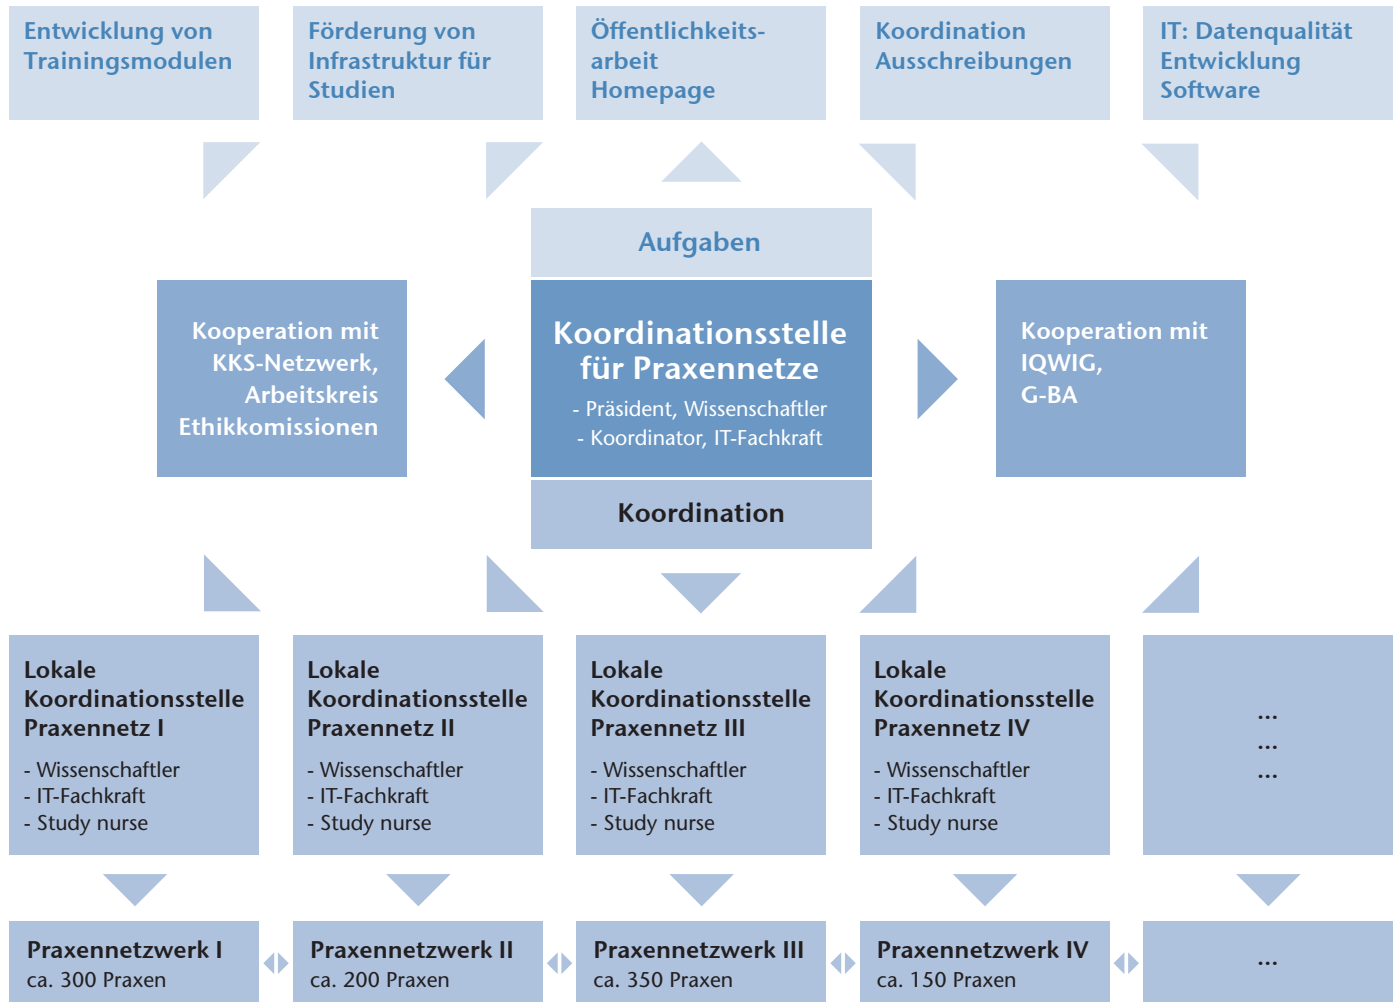 Entwicklung von
Trainingsmodulen
Förderung von
Infrastruktur für
Studien
Öffentlichkeits-
arbeit
Homepage
Koordination
Ausschreibungen
IT: Datenqualität
Entwicklung
Software
Aufgaben
Kooperation mit
KKS-Netzwerk,
Arbeitskreis
Ethikkomissionen
Koordinationsstelle
für Praxennetze
- Präsident, Wissenschaftler
- Koordinator, IT-Fachkraft
Kooperation mit
IQWIG,
G-BA
Koordination
Lokale
Koordinationsstelle
Praxennetz I
- Wissenschaftler
- IT-Fachkraft
- Study nurse
Lokale
Koordinationsstelle
Praxennetz II
- Wissenschaftler
- IT-Fachkraft
- Study nurse
Lokale
Koordinationsstelle
Praxennetz III
- Wissenschaftler
- IT-Fachkraft
- Study nurse
Lokale
Koordinationsstelle
Praxennetz IV
- Wissenschaftler
- IT-Fachkraft
- Study nurse
...
...
...
Praxennetzwerk I
ca. 300 Praxen
Praxennetzwerk II
ca. 200 Praxen
Praxennetzwerk III
ca. 350 Praxen
Praxennetzwerk IV
ca. 150 Praxen
...